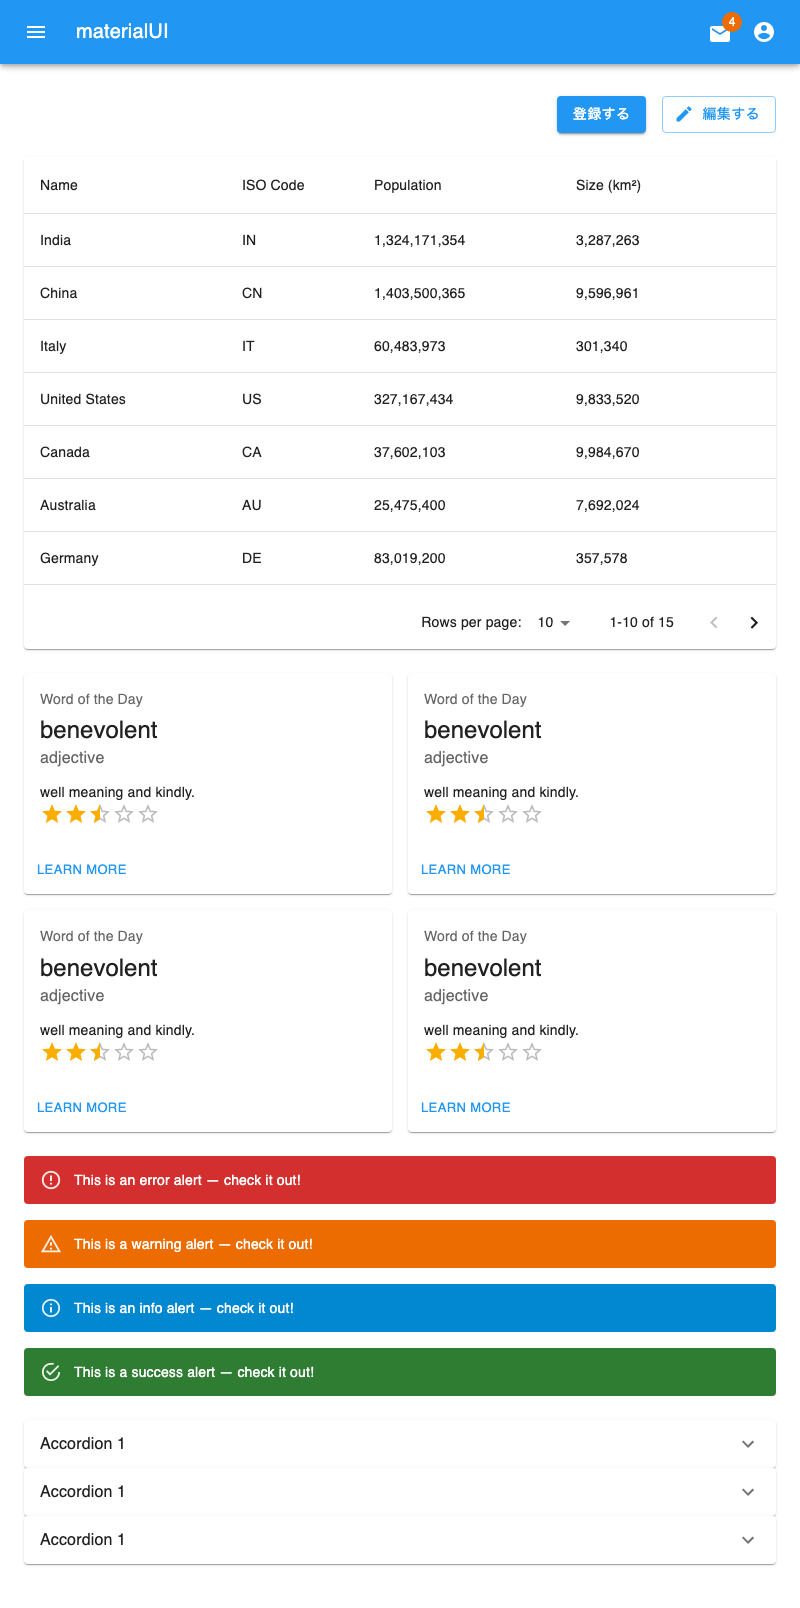 materialUI
4
登録する
編集する
Name ISO Code Population Size (km²)
India IN 1,324,171,354 3,287,263
China CN 1,403,500,365 9,596,961
Italy IT 60,483,973 301,340
United States US 327,167,434 9,833,520
Canada CA 37,602,103 9,984,670
Australia AU 25,475,400 7,692,024
Germany DE 83,019,200 357,578
Rows per page: 10 1-10 of 15
Word of the Day
benevolent
adjective
well meaning and kindly.
LEARN MORE
Word of the Day
benevolent
adjective
well meaning and kindly.
LEARN MORE
Word of the Day
benevolent
adjective
well meaning and kindly.
LEARN MORE
Word of the Day
benevolent
adjective
well meaning and kindly.
LEARN MORE
This is an error alert — check it out!
This is a warning alert — check it out!
This is an info alert — check it out!
This is a success alert — check it out!
Accordion 1
Accordion 1
Accordion 1